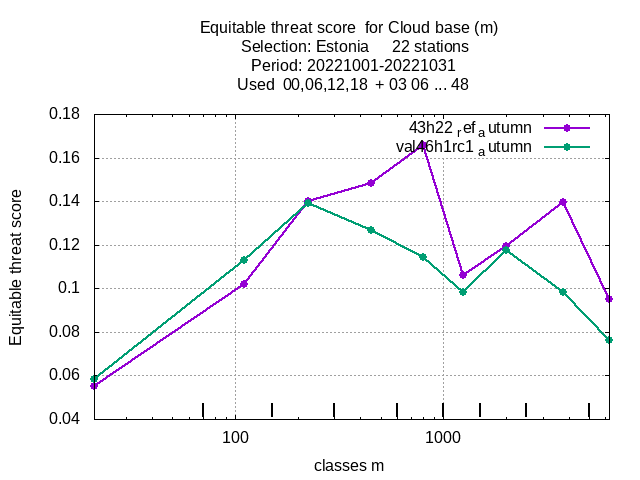 Equitable threat score  for Cloud base (m)
Selection: Estonia     22 stations
Period: 20221001-20221031
Used  00,06,12,18  + 03 06 ... 48
43h22 ref autumn
val46h1rc1 autumn
0.18
0.16
0.14
0.12
0.1
0.08
0.06
0.04
Equitable threat score
100
1000
classes m